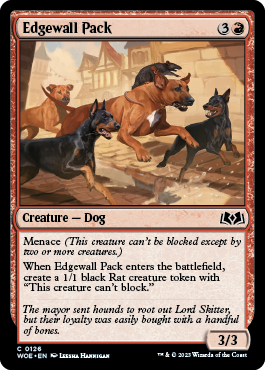 Edgewall Pack 3
Creature — Dog
Menace (This creature can't be blocked except by
two or more creatures.)
When Edgewall Pack enters the battlefield,
create a 1/1 black Rat creature token with
“This creature can't block.”
The mayor sent hounds to root out Lord Skitter,
but their loyalty was easily bought with a handful
of bones.
3/3
C 0126
WOE • EN LEESHA HANNIGAN
™ & © 2023 Wizards of the Coast